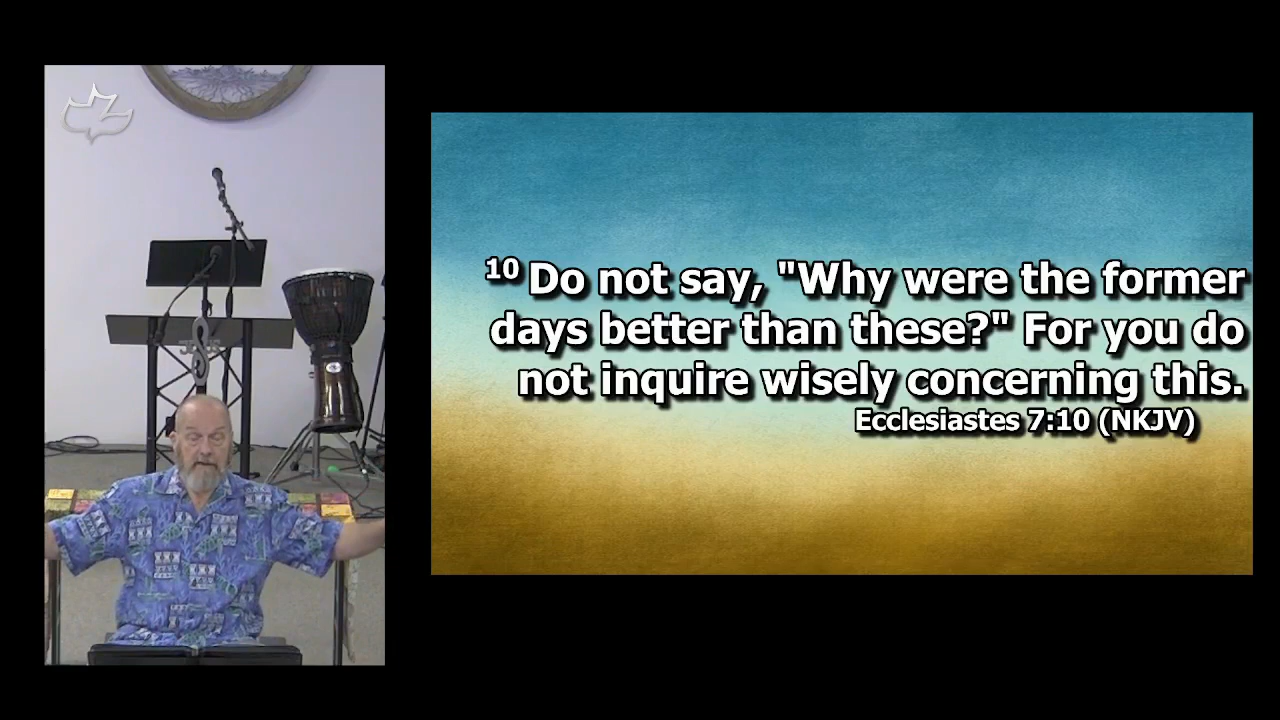 10 Do not say, "Why were the former
days better than these?" For you do
not inquire wisely concerning this.
Ecclesiastes 7:10 (NKJV)